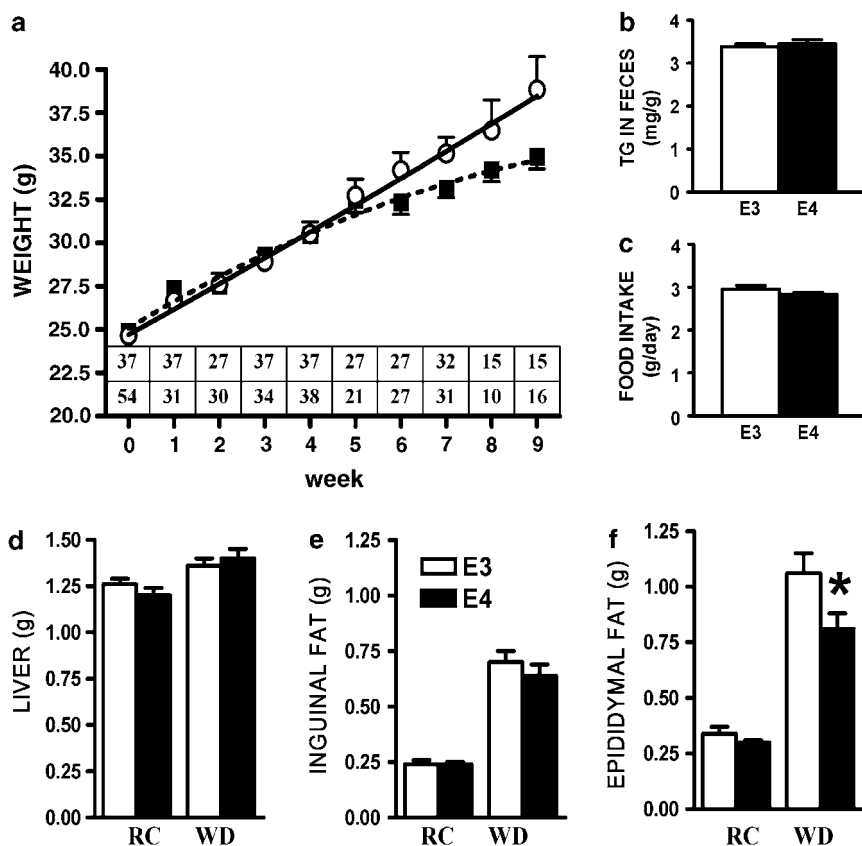 a
WEIGHT (g)
40.0
37.5
35.0
32.5
30.0
27.5
25.0
22.5
20.0
37 37 27 37 37 27 27 32 15 15
54 31 30 34 38 21 27 31 10 16
0 1 2 3 4 5 6 7 8 9
week
b
TG IN FECES
(mg/g)
4
3
2
1
0
E3 E4
c
FOOD INTAKE
(g/day)
4
3
2
1
0
E3 E4
d
LIVER (g)
1.50
1.25
1.00
0.75
0.50
0.25
0.00
RC WD
e
INGUINAL FAT (g)
1.25
1.00
0.75
0.50
0.25
0.00
E3
E4
RC WD
f
EPIDIDYMAL FAT (g)
1.25
1.00
0.75
0.50
0.25
0.00
*
RC WD